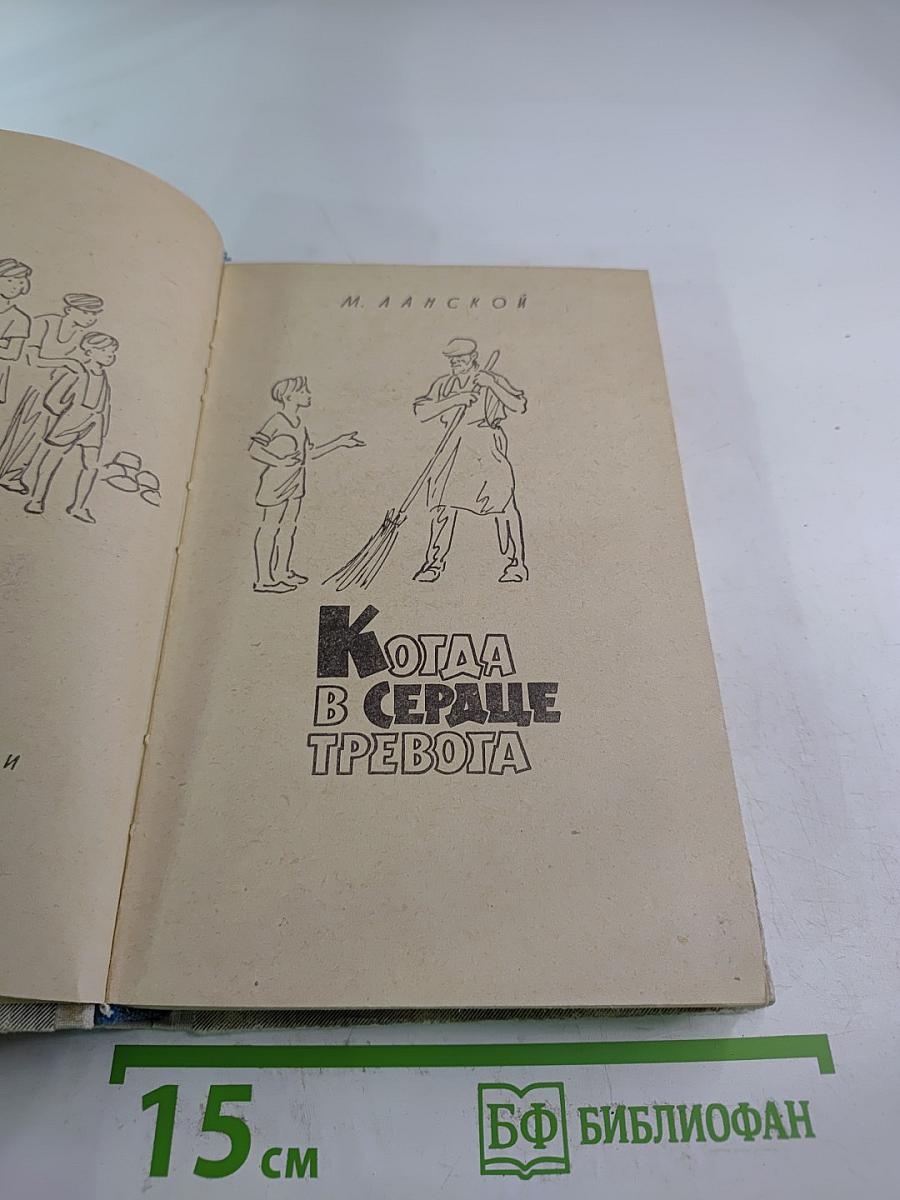 М. ЛАНСКОЙ
КОГДА
В СЕРДЦЕ
ТРЕВОГА
И
15 см
БФ БИБЛИОФАН